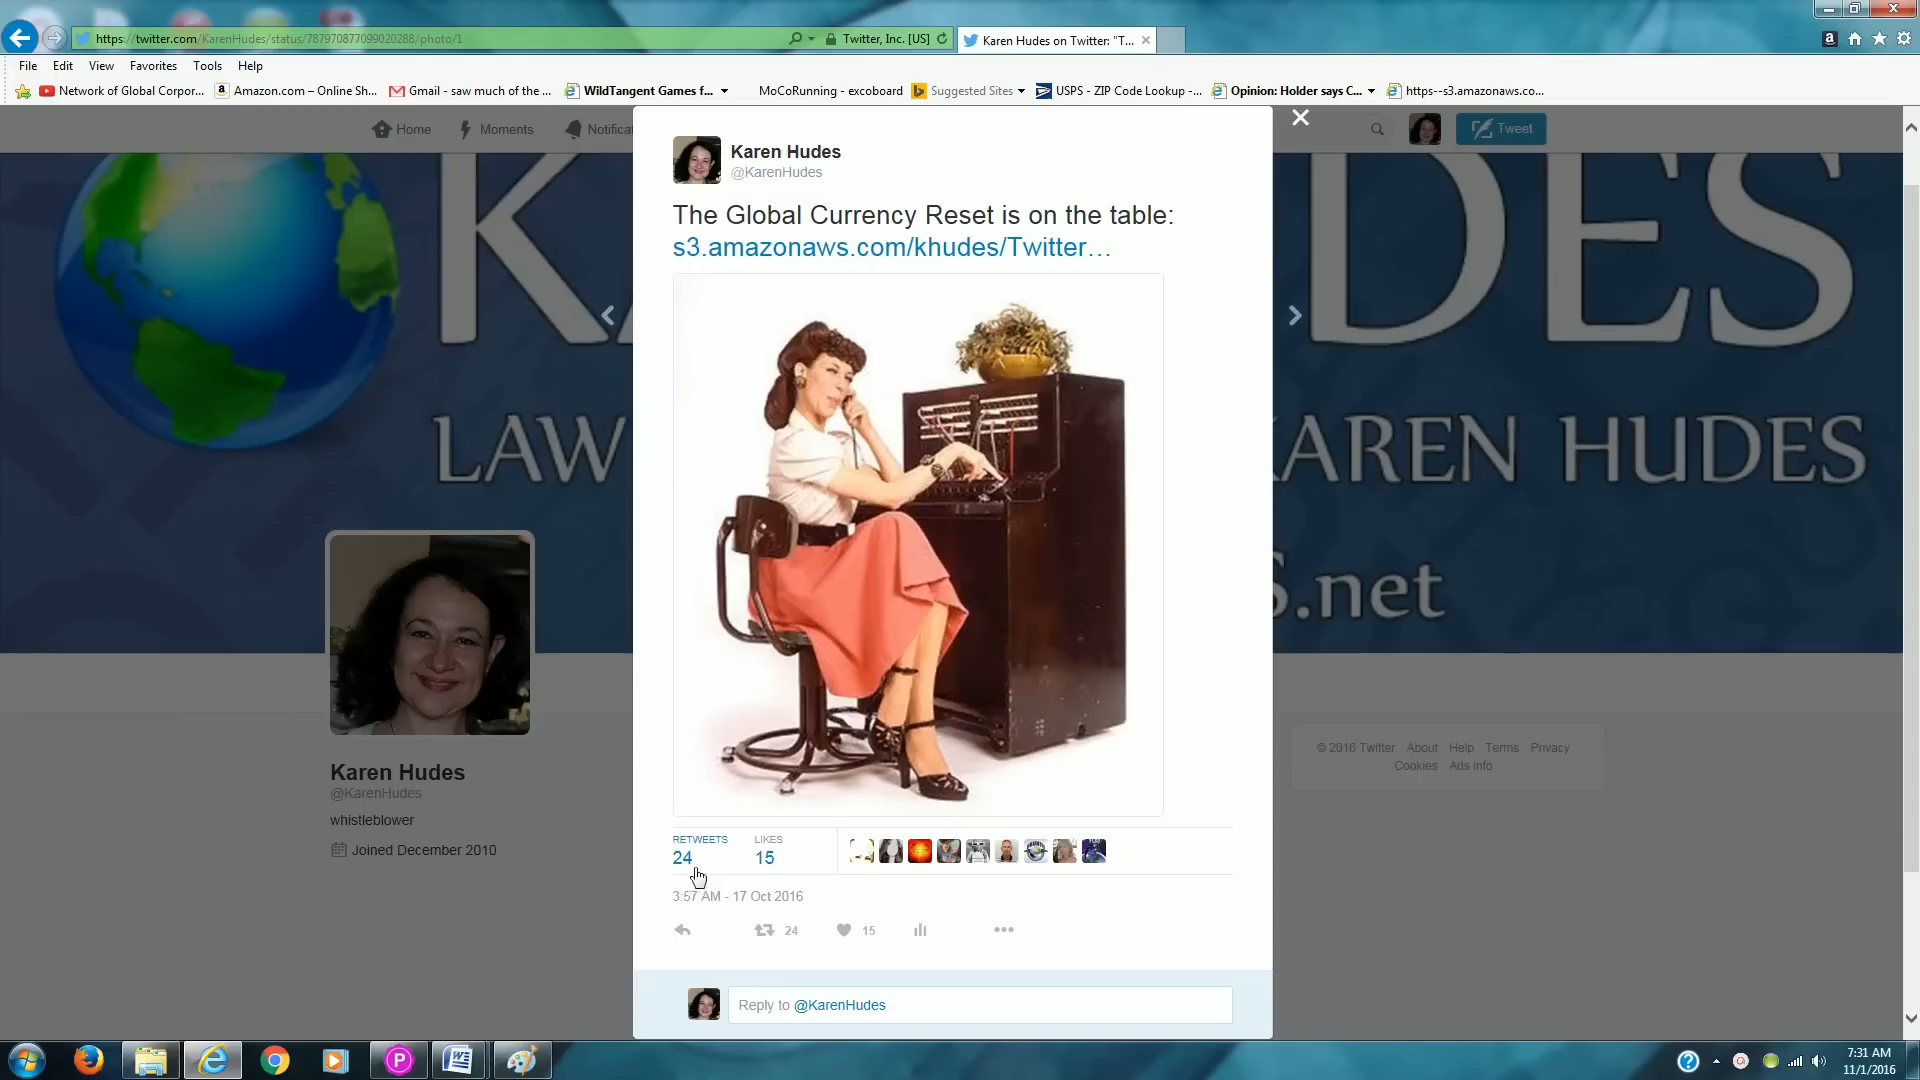 https://twitter.com/KarenHudes/status/787970877099020288/photo/1
Twitter, Inc. [US]
Karen Hudes on Twitter: "T...
File Edit View Favorites Tools Help
Network of Global Corpor...
Amazon.com – Online Sh...
Gmail - saw much of the ...
WildTangent Games f...
MoCoRunning - excoboard
Suggested Sites
USPS - ZIP Code Lookup -...
Opinion: Holder says C...
https--s3.amazonaws.co...
Home Moments Notifica
Tweet
Karen Hudes
@KarenHudes
The Global Currency Reset is on the table:
s3.amazonaws.com/khudes/Twitter…
DES
LAW
KAREN HUDES
S.net
Karen Hudes
@KarenHudes
whistleblower
Joined December 2010
© 2016 Twitter About Help Terms Privacy
Cookies Ads info
RETWEETS LIKES
24 15
3:57 AM - 17 Oct 2016
24 15
Reply to @KarenHudes
7:31 AM
11/1/2016